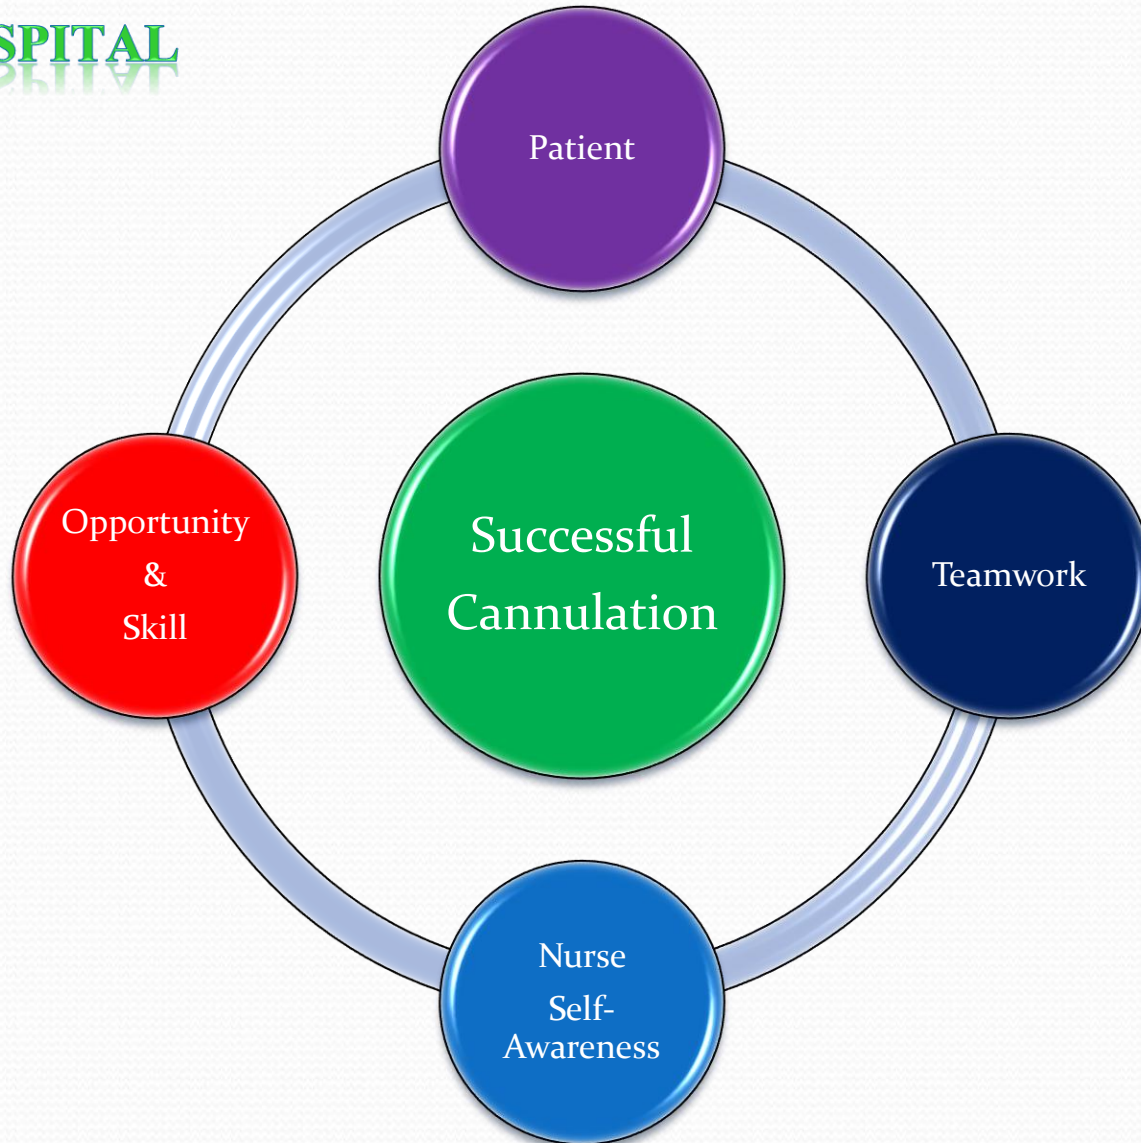 SPITAL
Patient
Opportunity
&
Skill
Successful
Cannulation
Teamwork
Nurse
Self-
Awareness